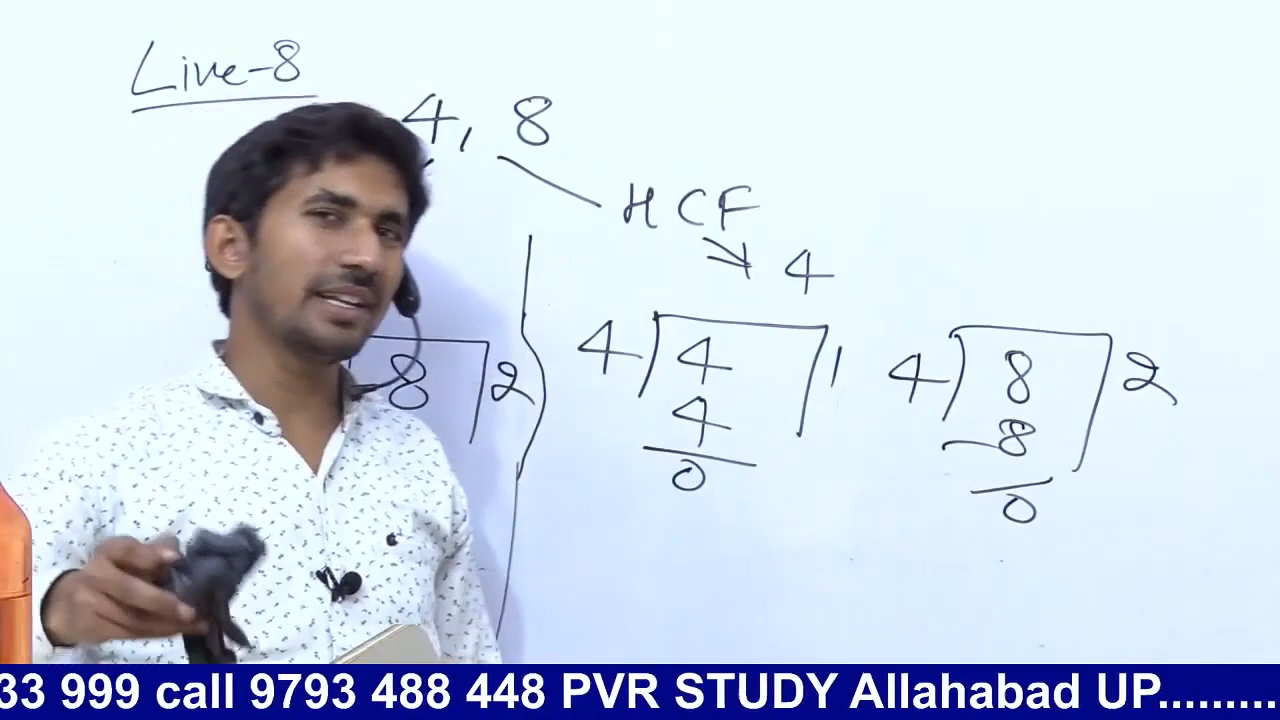 Live-8
4, 8
HCF
4
8 2
4 4 1
4
0
4 8 2
-8
0
33 999 call 9793 488 448 PVR STUDY Allahabad UP.........